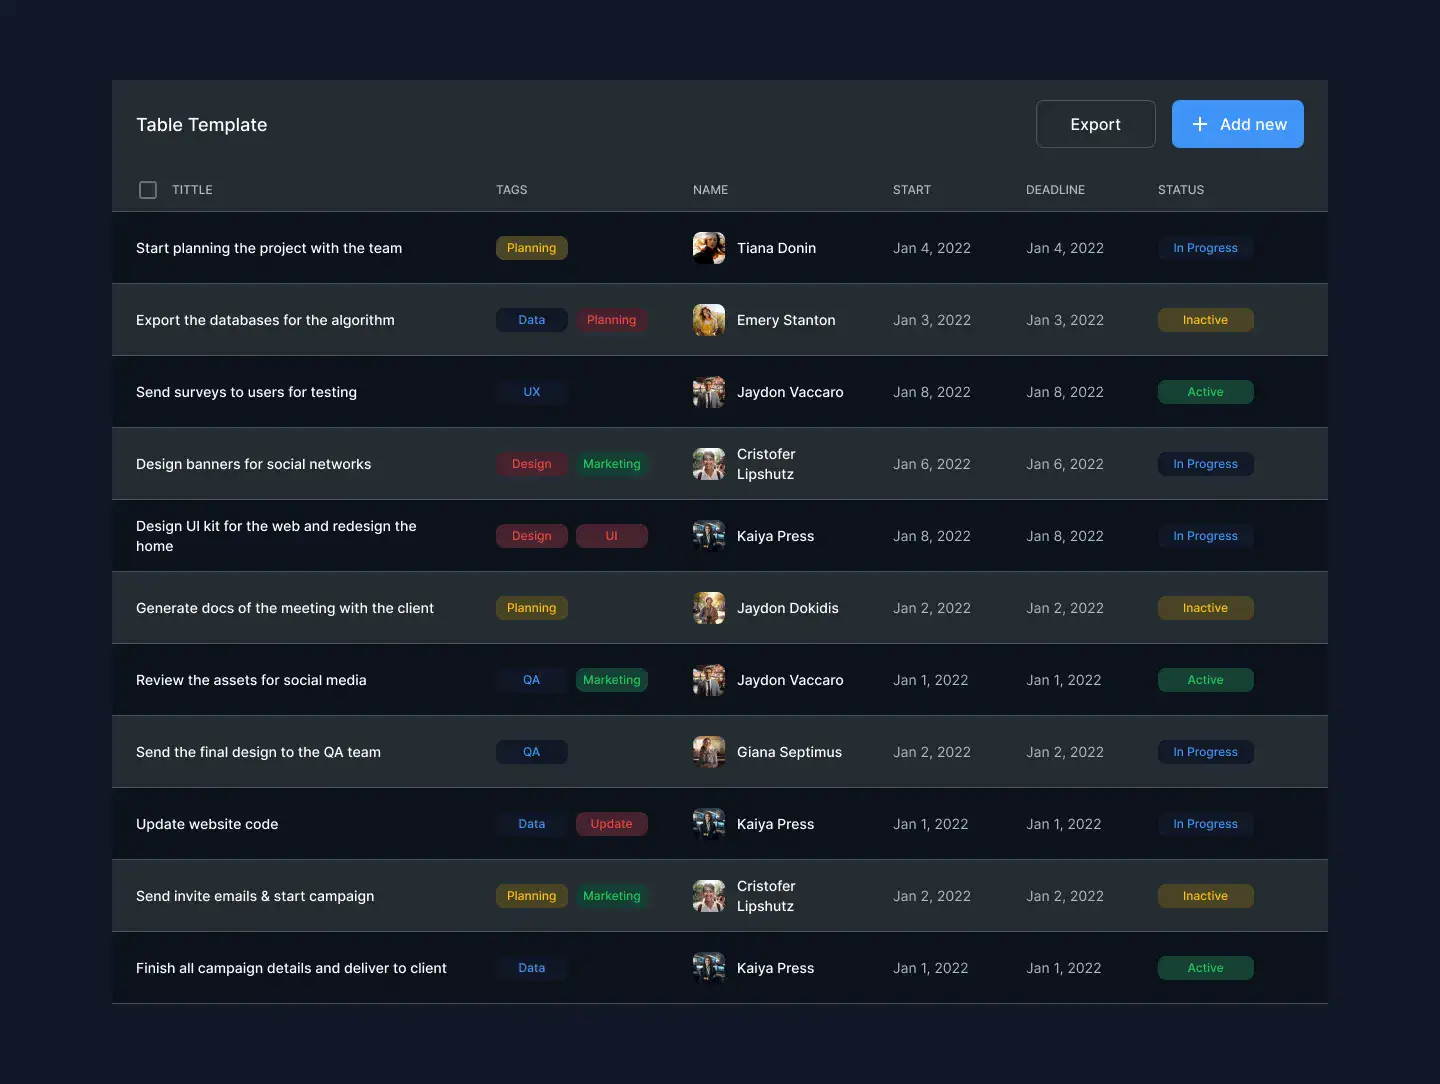 Table Template
Export
Add new
TITTLE TAGS NAME START DEADLINE STATUS
Start planning the project with the team Planning Tiana Donin Jan 4, 2022 Jan 4, 2022 In Progress
Export the databases for the algorithm Data Planning Emery Stanton Jan 3, 2022 Jan 3, 2022 Inactive
Send surveys to users for testing UX Jaydon Vaccaro Jan 8, 2022 Jan 8, 2022 Active
Design banners for social networks Design Marketing Cristofer
Lipshutz Jan 6, 2022 Jan 6, 2022 In Progress
Design UI kit for the web and redesign the
home Design UI Kaiya Press Jan 8, 2022 Jan 8, 2022 In Progress
Generate docs of the meeting with the client Planning Jaydon Dokidis Jan 2, 2022 Jan 2, 2022 Inactive
Review the assets for social media QA Marketing Jaydon Vaccaro Jan 1, 2022 Jan 1, 2022 Active
Send the final design to the QA team QA Giana Septimus Jan 2, 2022 Jan 2, 2022 In Progress
Update website code Data Update Kaiya Press Jan 1, 2022 Jan 1, 2022 In Progress
Send invite emails & start campaign Planning Marketing Cristofer
Lipshutz Jan 2, 2022 Jan 2, 2022 Inactive
Finish all campaign details and deliver to client Data Kaiya Press Jan 1, 2022 Jan 1, 2022 Active